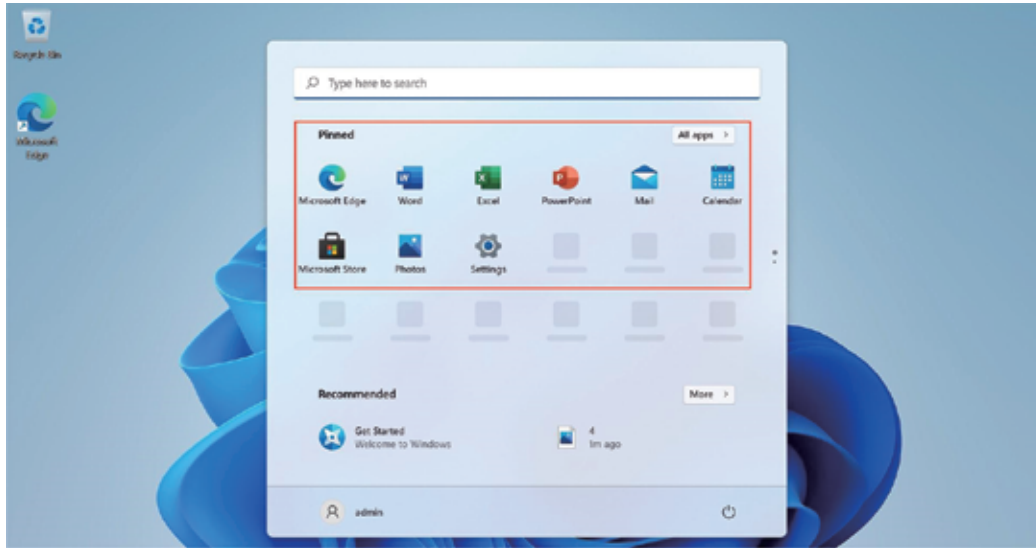 Recycle Bin
Microsoft
Edge
Type here to search
Pinned
All apps >
Microsoft Edge
Word
Excel
PowerPoint
Mail
Calendar
Microsoft Store
Photos
Settings
Recommended
More >
Get Started
Welcome to Windows
4
1m ago
admin